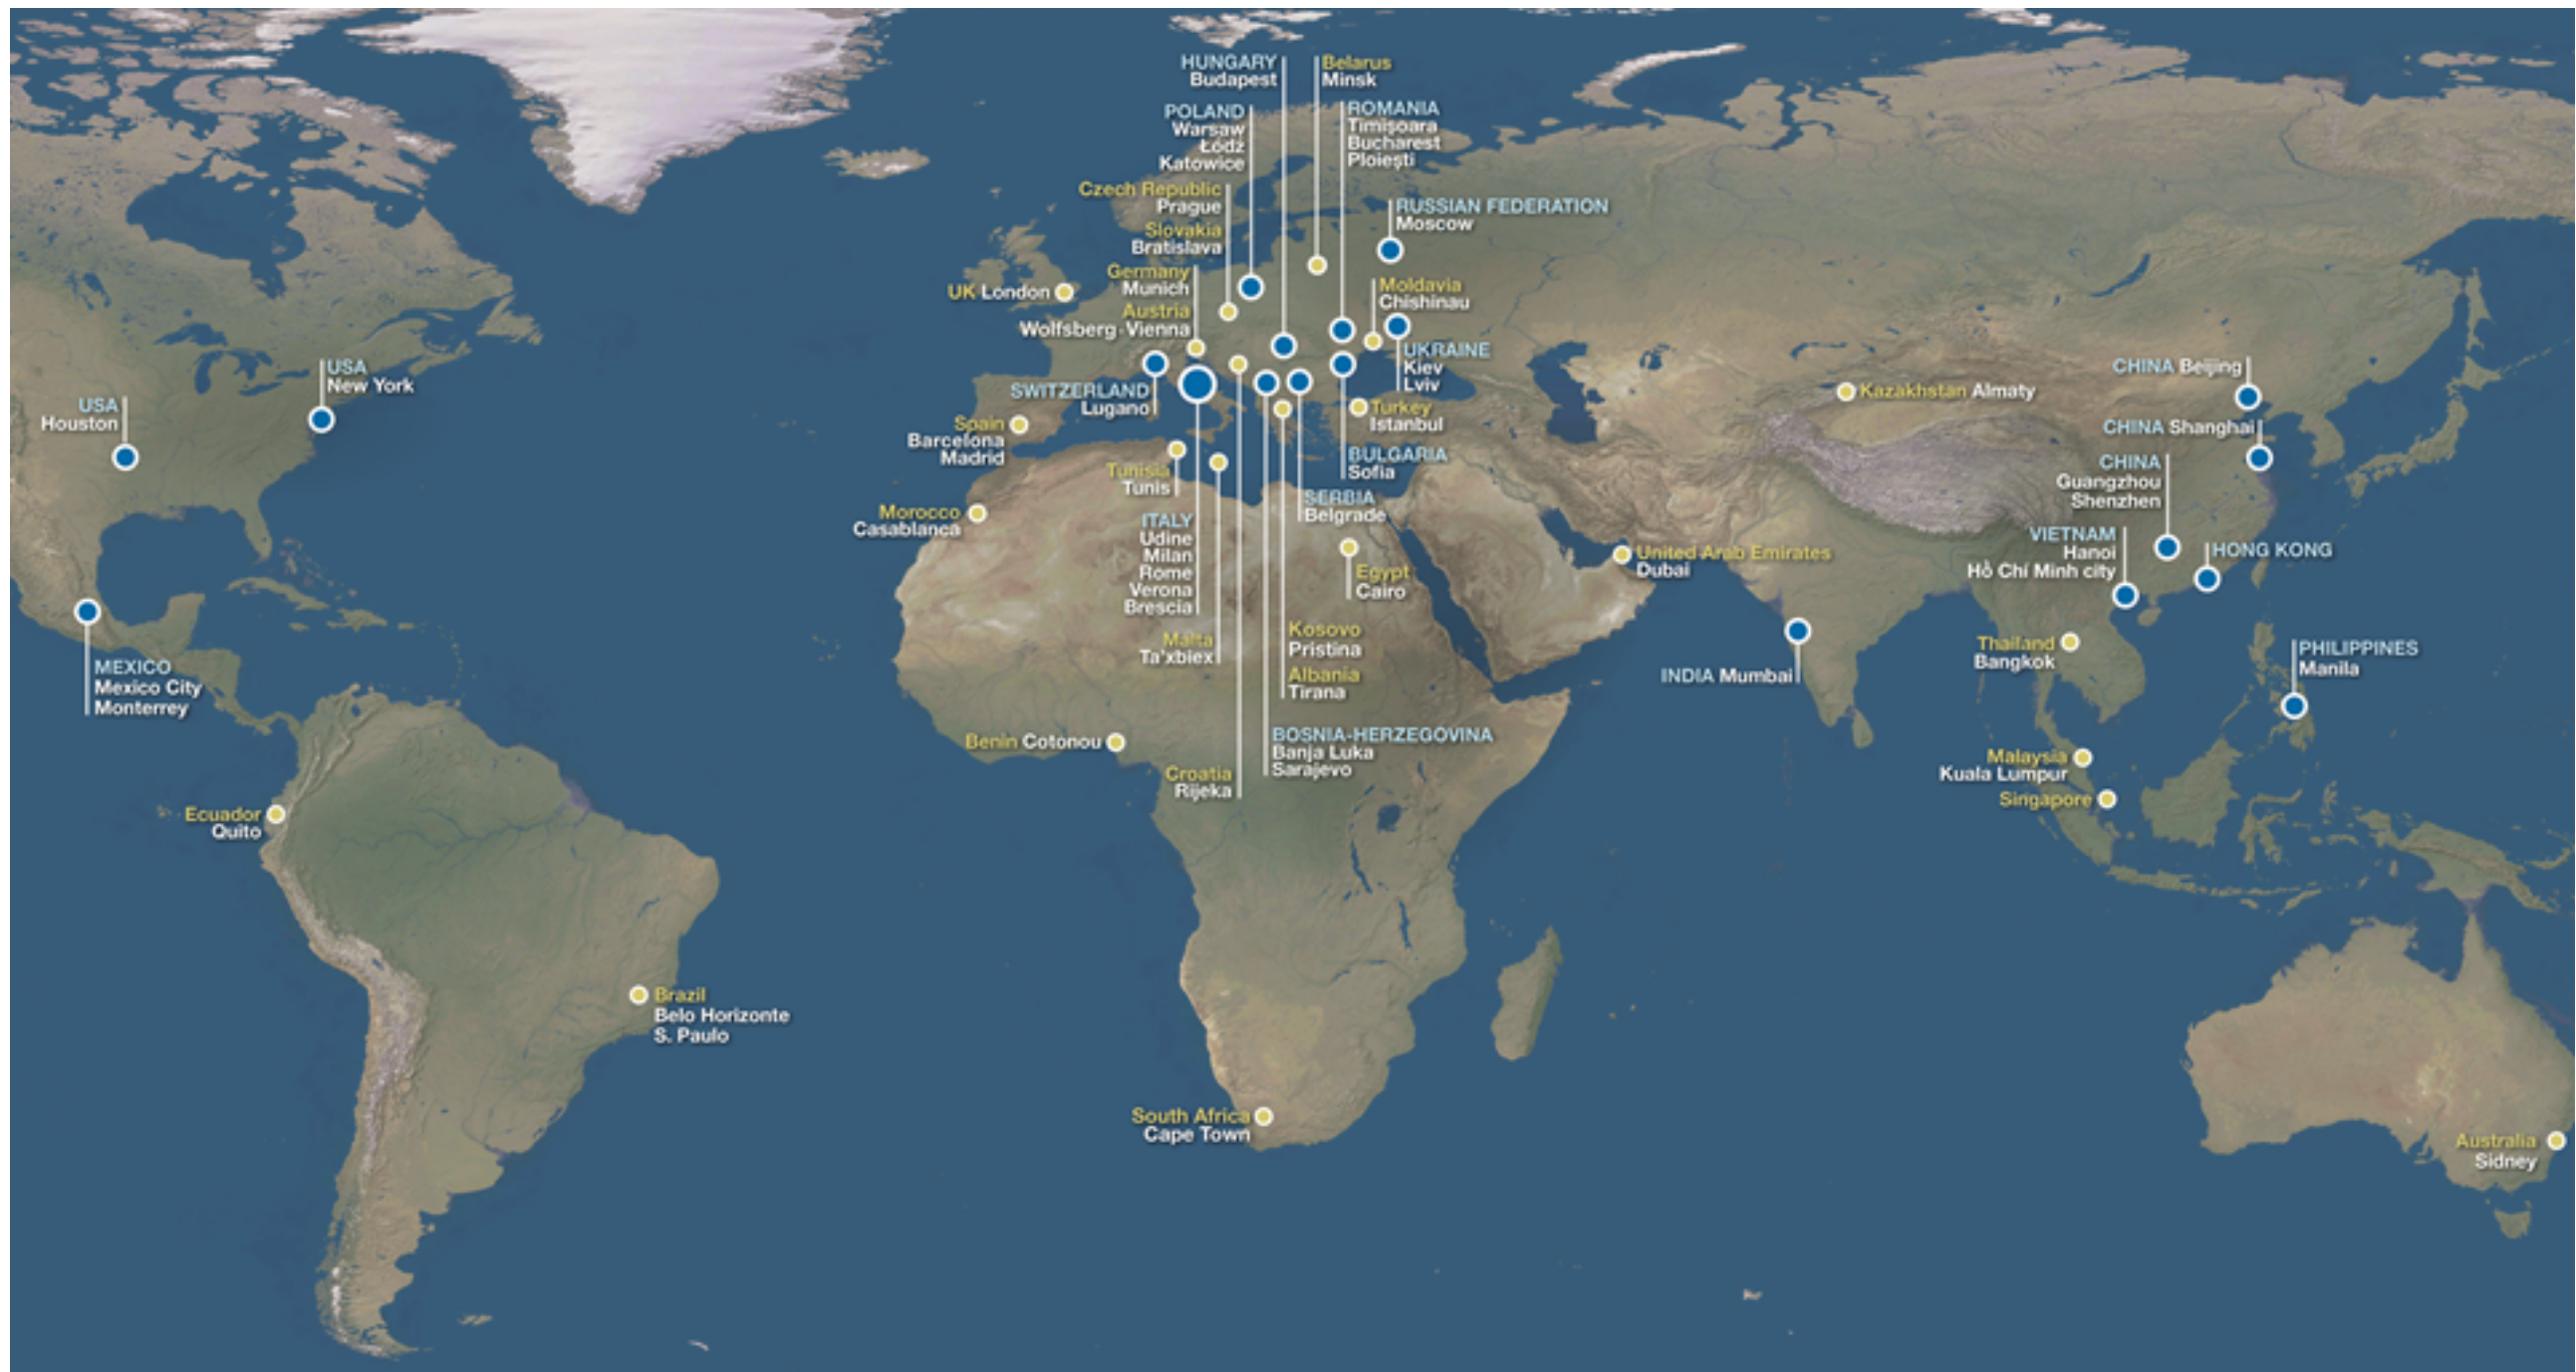 HUNGARY
Budapest
Belarus
Minsk
POLAND
Warsaw
Łódź
Katowice
ROMANIA
Timişoara
Bucharest
Ploieşti
Czech Republic
Prague
Slovakia
Bratislava
RUSSIAN FEDERATION
Moscow
Germany
Munich
Austria
Wolfsberg-Vienna
UK London
Moldavia
Chishinau
UKRAINE
Kiev
Lviv
USA
New York
USA
Houston
SWITZERLAND
Lugano
Spain
Barcelona
Madrid
Turkey
Istanbul
BULGARIA
Sofia
Kazakhstan Almaty
CHINA Beijing
CHINA Shanghai
CHINA
Guangzhou
Shenzhen
Tunisia
Tunis
SERBIA
Belgrade
Morocco
Casablanca
ITALY
Udine
Milan
Rome
Verona
Brescia
Egypt
Cairo
United Arab Emirates
Dubai
VIETNAM
Hanoi
Hồ Chí Minh city
HONG KONG
Malta
Ta'xbiex
Kosovo
Pristina
Albania
Tirana
MEXICO
Mexico City
Monterrey
INDIA Mumbai
Thailand
Bangkok
PHILIPPINES
Manila
Benin Cotonou
BOSNIA-HERZEGOVINA
Banja Luka
Sarajevo
Croatia
Rijeka
Malaysia
Kuala Lumpur
Singapore
Ecuador
Quito
Brazil
Belo Horizonte
S. Paulo
South Africa
Cape Town
Australia
Sidney